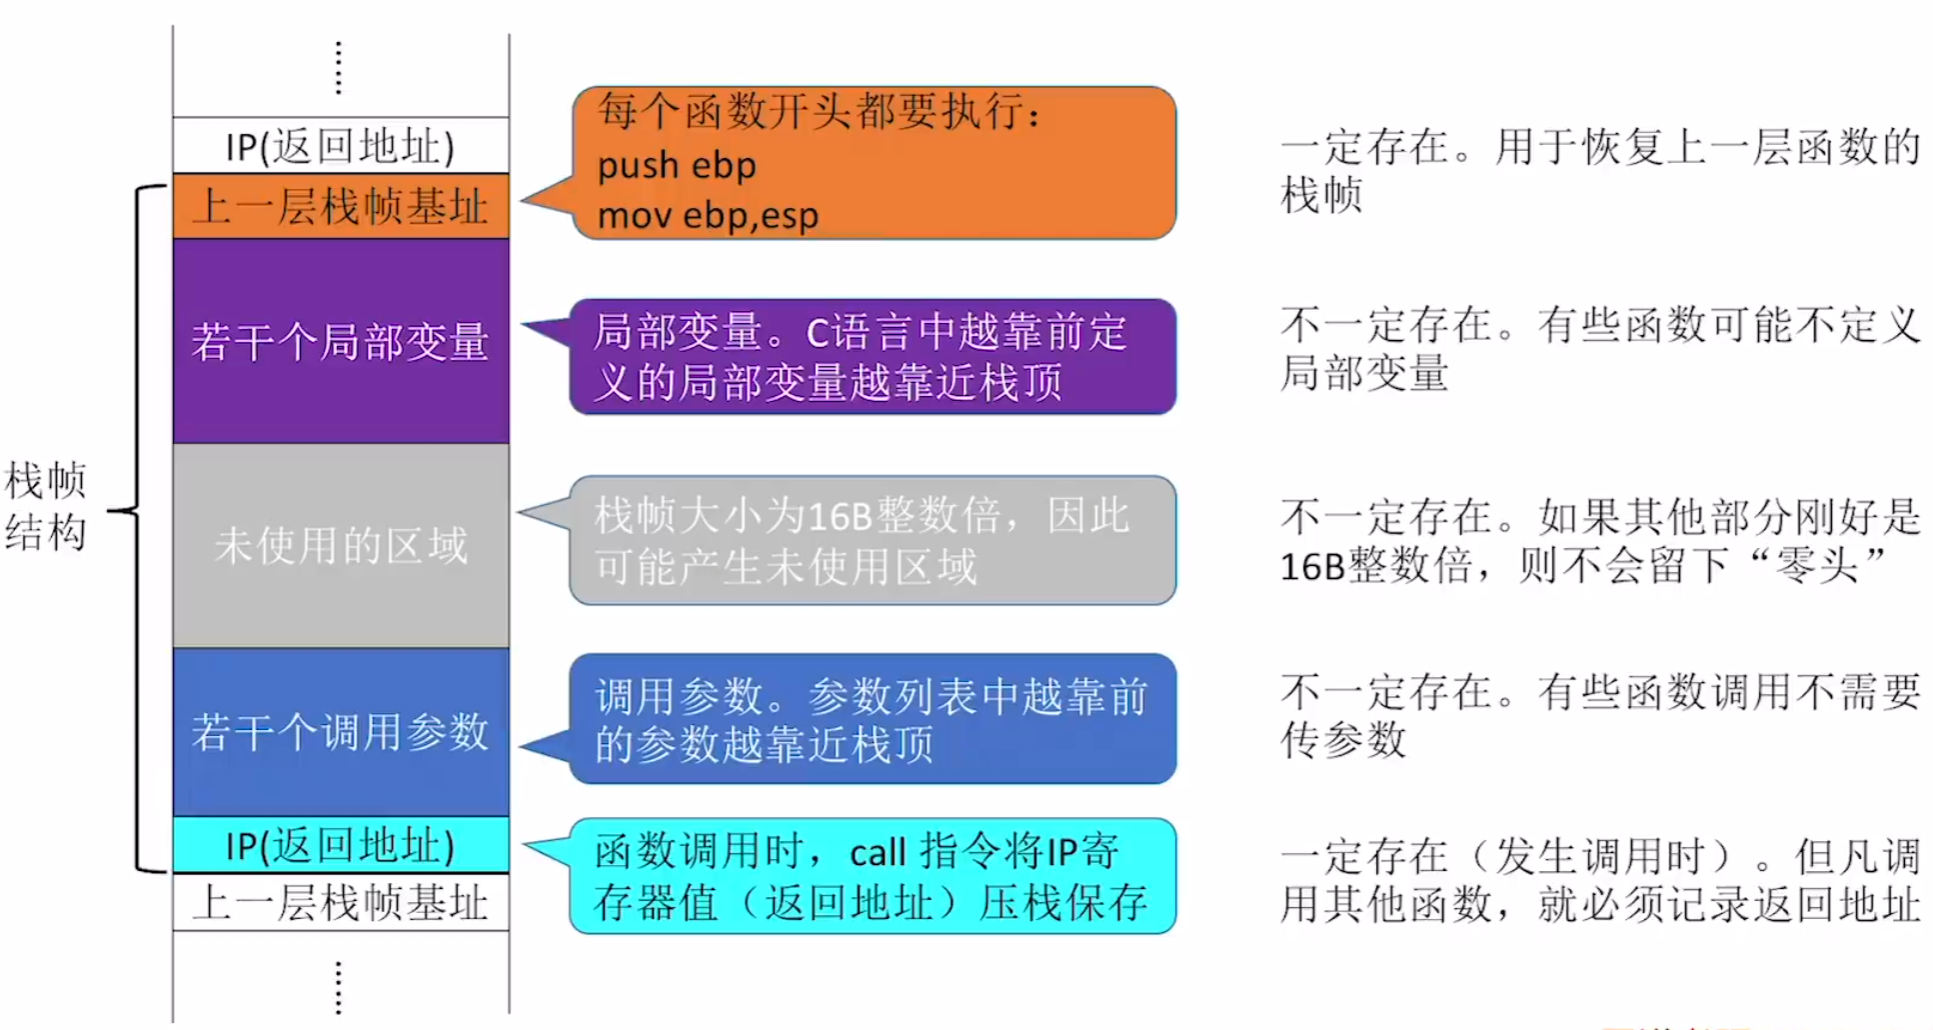 IP(返回地址)
上一层栈帧基址
若干个局部变量
未使用的区域
若干个调用参数
IP(返回地址)
上一层栈帧基址
栈帧
结构
每个函数开头都要执行：
push ebp
mov ebp,esp
局部变量。C语言中越靠前定
义的局部变量越靠近栈顶
栈帧大小为16B整数倍，因此
可能产生未使用区域
调用参数。参数列表中越靠前
的参数越靠近栈顶
函数调用时，call 指令将IP寄
存器值（返回地址）压栈保存
一定存在。用于恢复上一层函数的
栈帧
不一定存在。有些函数可能不定义
局部变量
不一定存在。如果其他部分刚好是
16B整数倍，则不会留下“零头”
不一定存在。有些函数调用不需要
传参数
一定存在（发生调用时）。但凡调
用其他函数，就必须记录返回地址